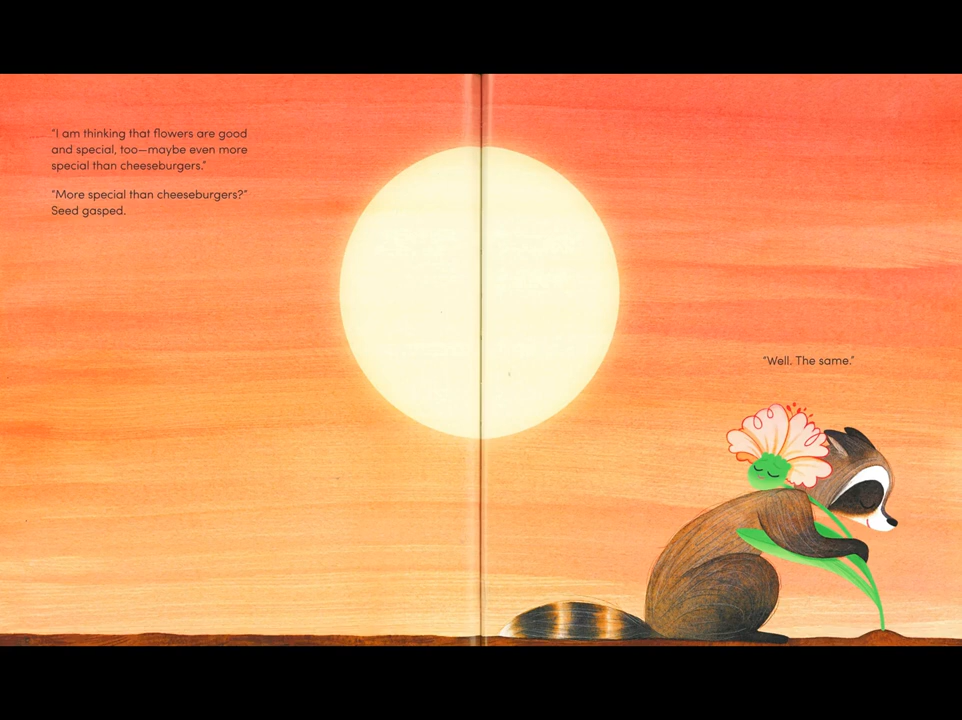 “I am thinking that flowers are good
and special, too—maybe even more
special than cheeseburgers.”
“More special than cheeseburgers?”
Seed gasped.
“Well. The same.”